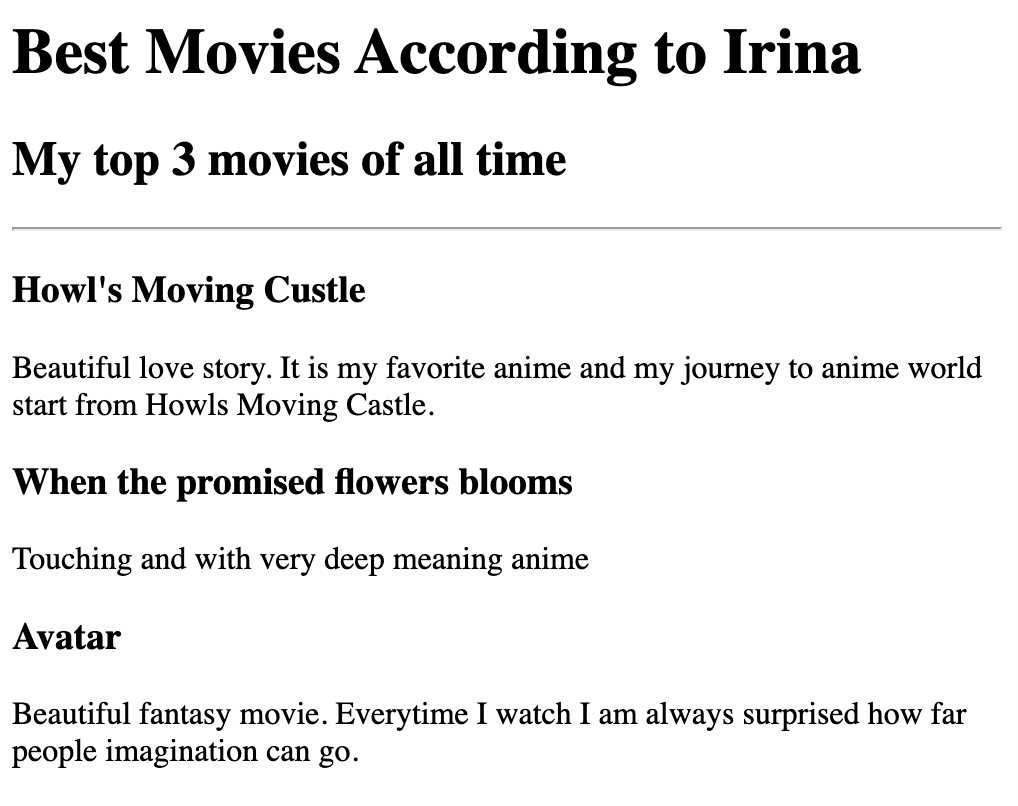 Best Movies According to Irina
My top 3 movies of all time
Howl's Moving Custle
Beautiful love story. It is my favorite anime and my journey to anime world
start from Howls Moving Castle.
When the promised flowers blooms
Touching and with very deep meaning anime
Avatar
Beautiful fantasy movie. Everytime I watch I am always surprised how far
people imagination can go.